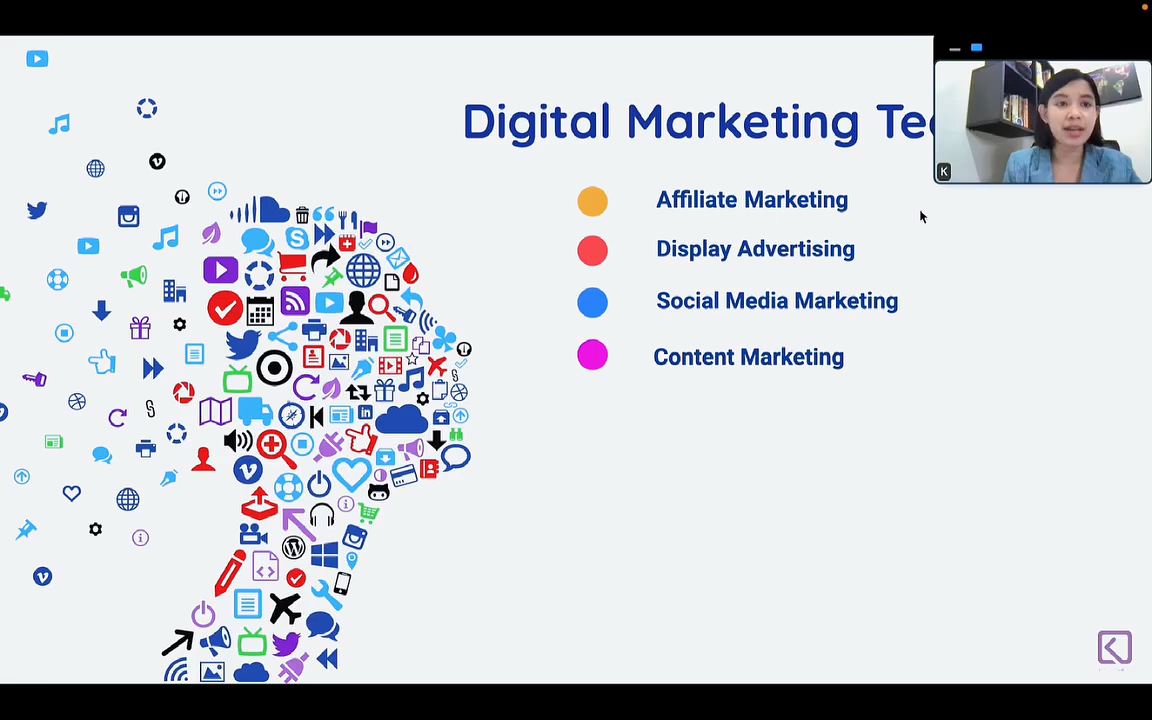 Digital Marketing Te
Affiliate Marketing
Display Advertising
Social Media Marketing
Content Marketing
K